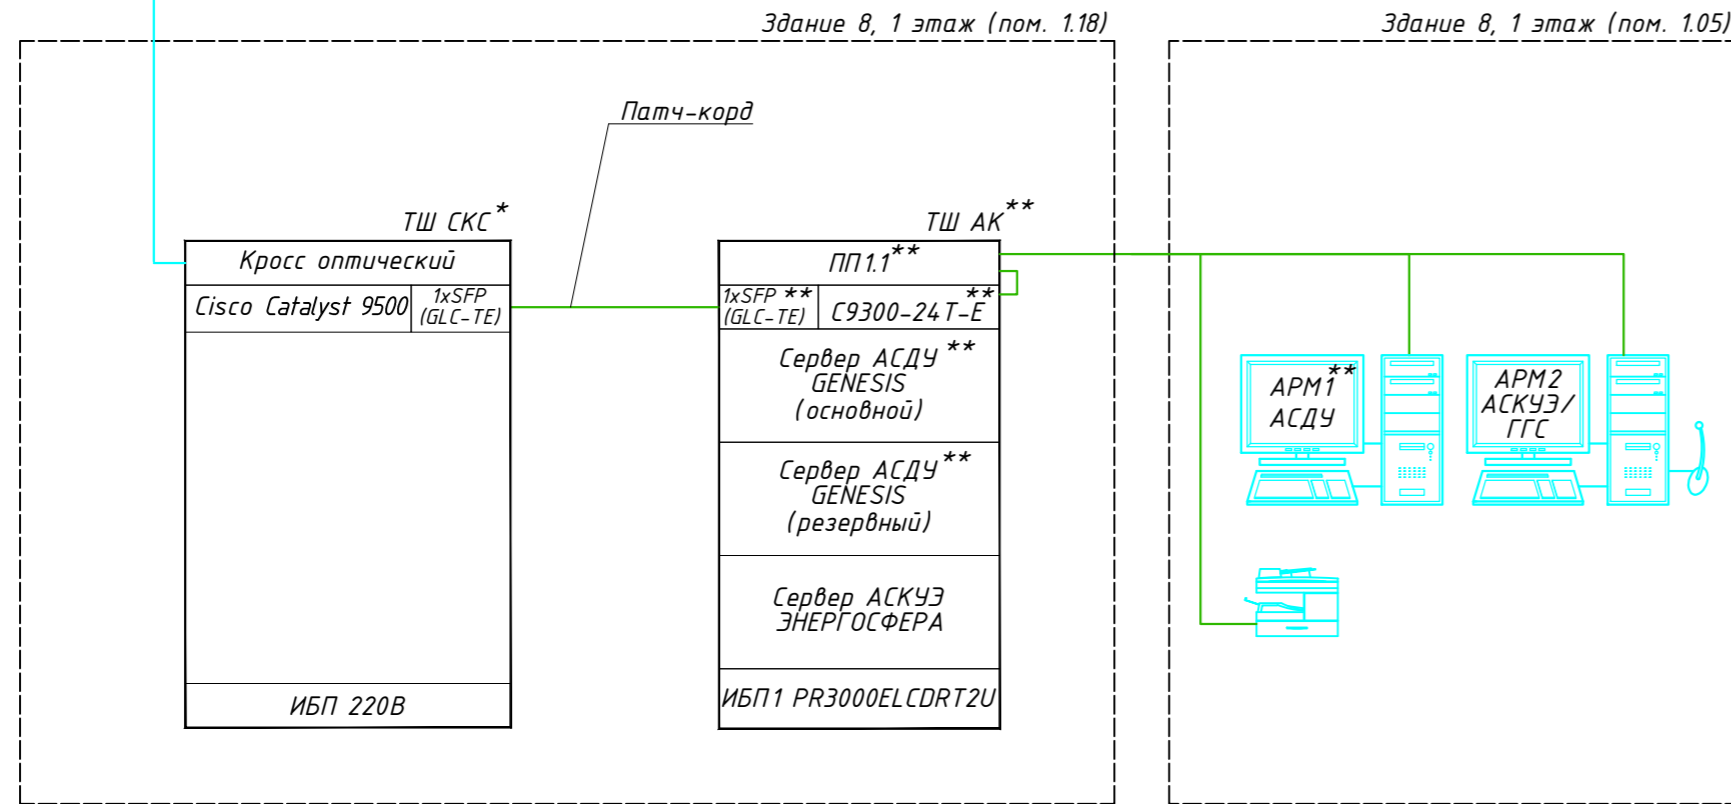 Здание 8, 1 этаж (пом. 1.18)
Здание 8, 1 этаж (пом. 1.05)
Патч-корд
ТШ СКС*
Кросс оптический
Cisco Catalyst 9500
1xSFP
(GLC-TE)
ИБП 220В
ТШ АК**
ПП1.1**
1xSFP **
(GLC-TE)
C9300-24T-E**
Сервер АСДУ**
GENESIS
(основной)
Сервер АСДУ**
GENESIS
(резервный)
Сервер АСКУЭ
ЭНЕРГОСФЕРА
ИБП1 PR3000ELCDRT2U
АРМ1**
АСДУ
АРМ2
АСКУЭ/
ГГС